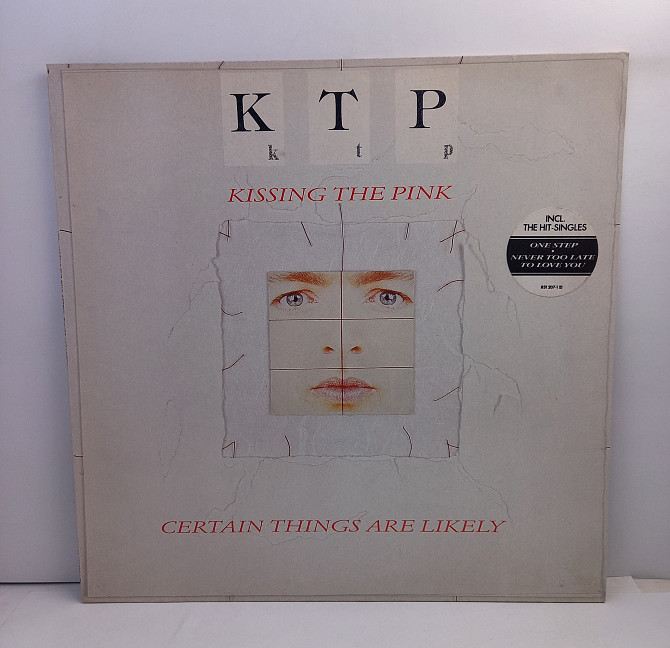 K T P
KISSING THE PINK
INCL.
THE HIT-SINGLES
ONE STEP
•
NEVER TOO LATE
TO LOVE YOU
CERTAIN THINGS ARE LIKELY